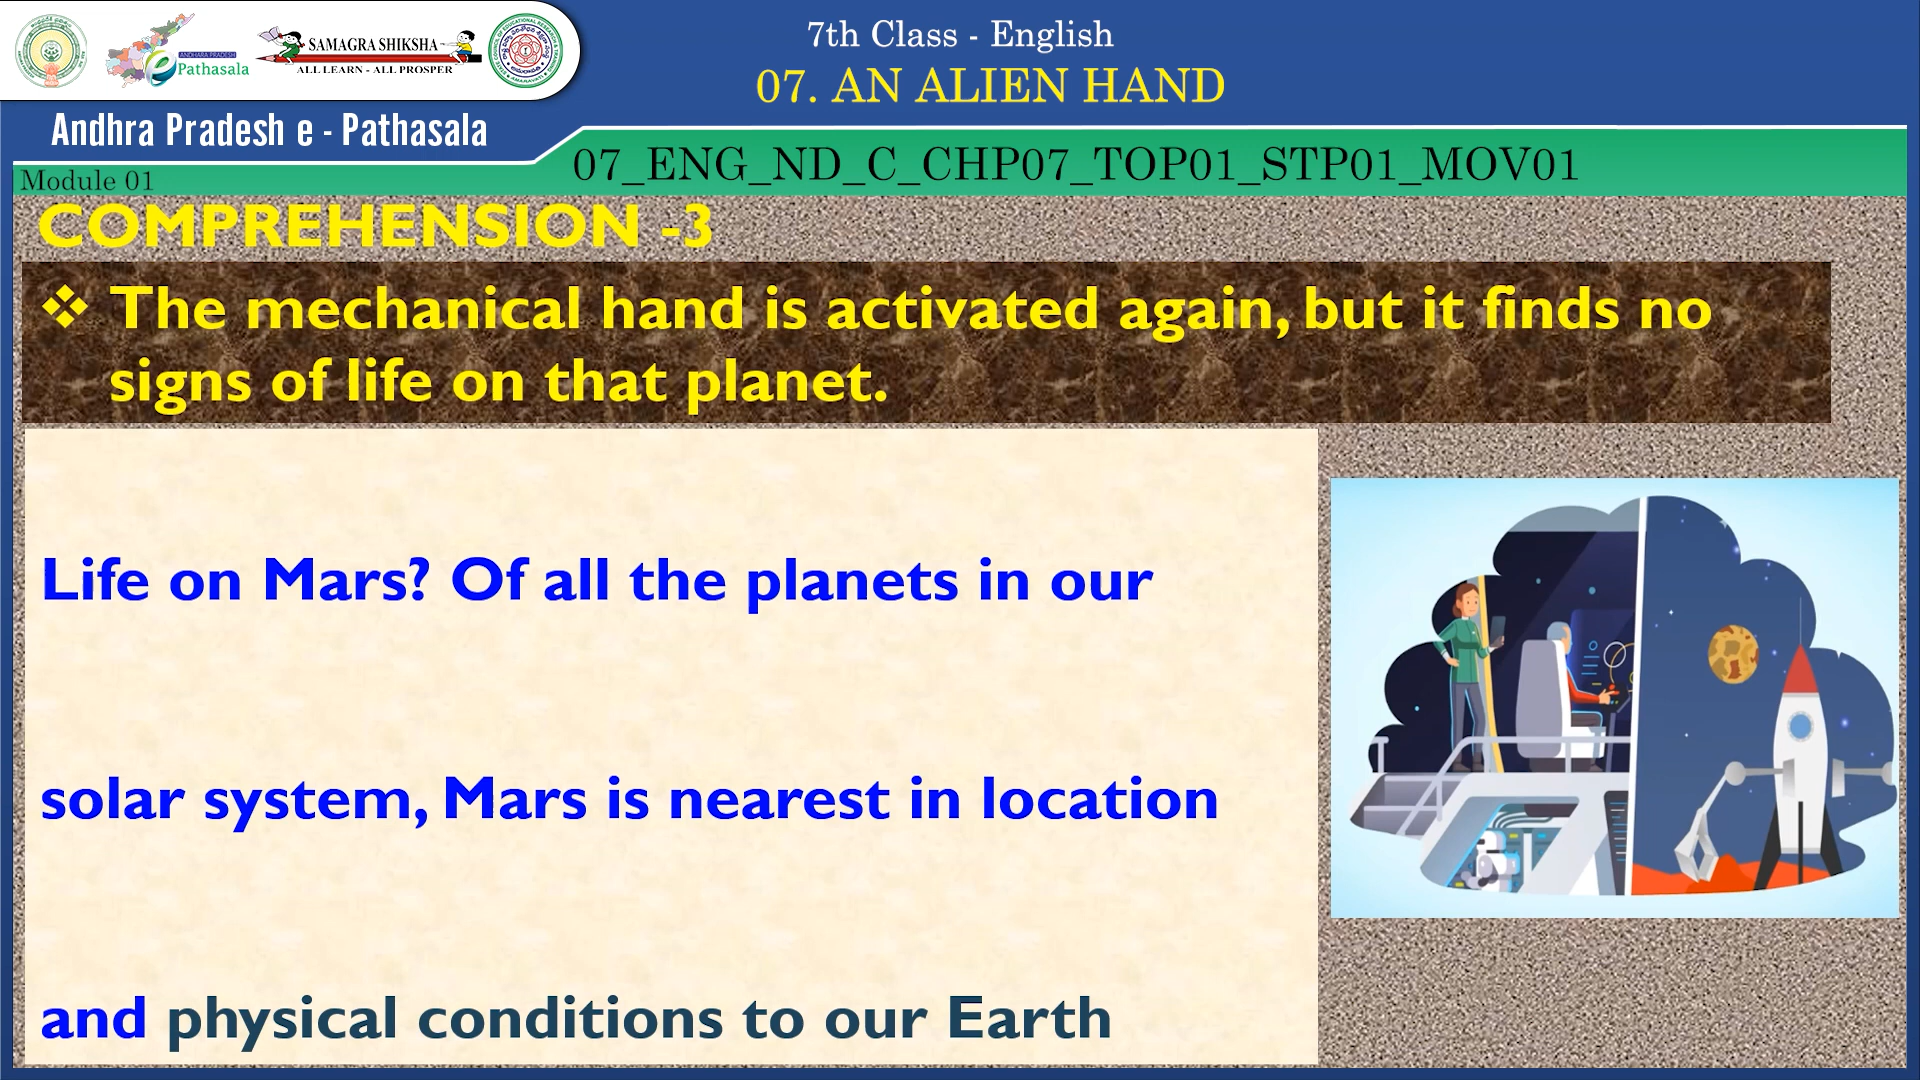 ANDHRA PRADESH
Pathasala
SAMAGRA SHIKSHA
ALL LEARN - ALL PROSPER
Andhra Pradesh e - Pathasala
7th Class - English
07. AN ALIEN HAND
Module 01
07_ENG_ND_C_CHP07_TOP01_STP01_MOV01
COMPREHENSION -3
❖ The mechanical hand is activated again, but it finds no
signs of life on that planet.
Life on Mars? Of all the planets in our
solar system, Mars is nearest in location
and physical conditions to our Earth